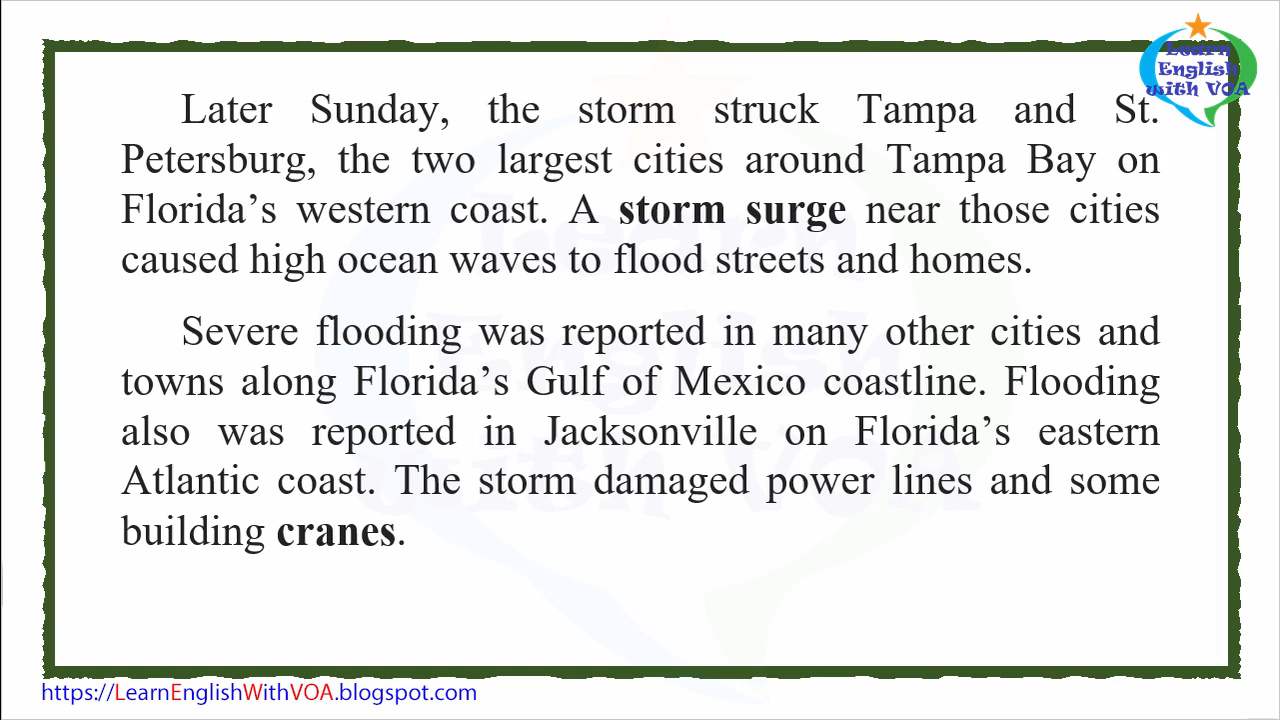 Learn
English
with VOA
Later Sunday, the storm struck Tampa and St.
Petersburg, the two largest cities around Tampa Bay on
Florida’s western coast. A storm surge near those cities
caused high ocean waves to flood streets and homes.
Severe flooding was reported in many other cities and
towns along Florida’s Gulf of Mexico coastline. Flooding
also was reported in Jacksonville on Florida’s eastern
Atlantic coast. The storm damaged power lines and some
building cranes.
Learn
English
with VOA
https://LearnEnglishWithVOA.blogspot.com